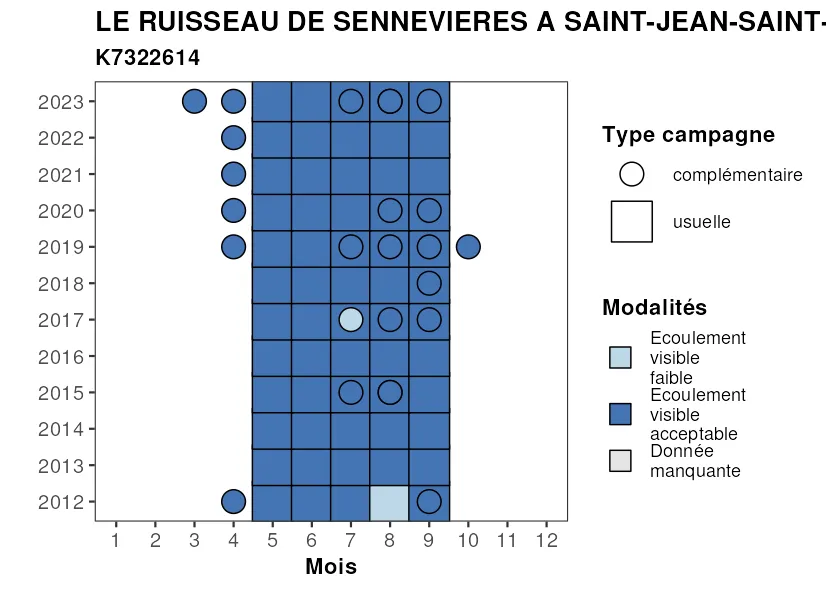 LE RUISSEAU DE SENNEVIERES A SAINT-JEAN-SAINT-
K7322614
2023
2022
2021
2020
2019
2018
2017
2016
2015
2014
2013
2012
1 2 3 4 5 6 7 8 9 10 11 12
Mois
Type campagne
complémentaire
usuelle
Modalités
Ecoulement
visible
faible
Ecoulement
visible
acceptable
Donnée
manquante